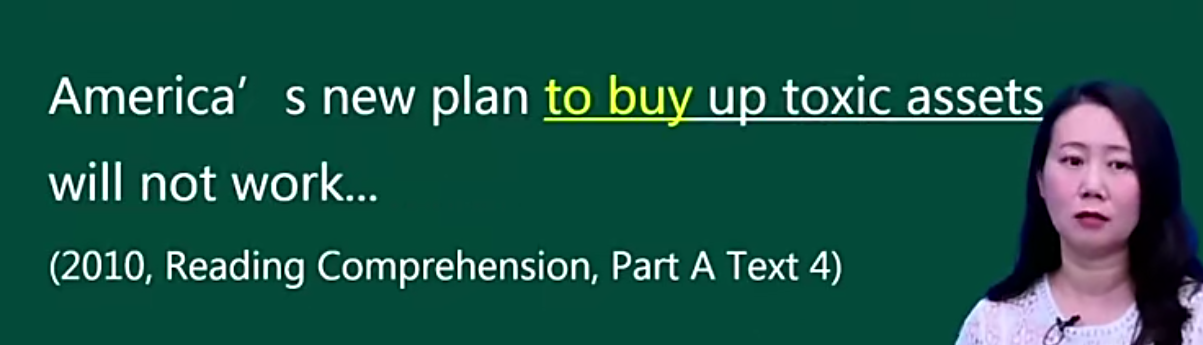 America's new plan to buy up toxic assets
will not work...
(2010, Reading Comprehension, Part A Text 4)